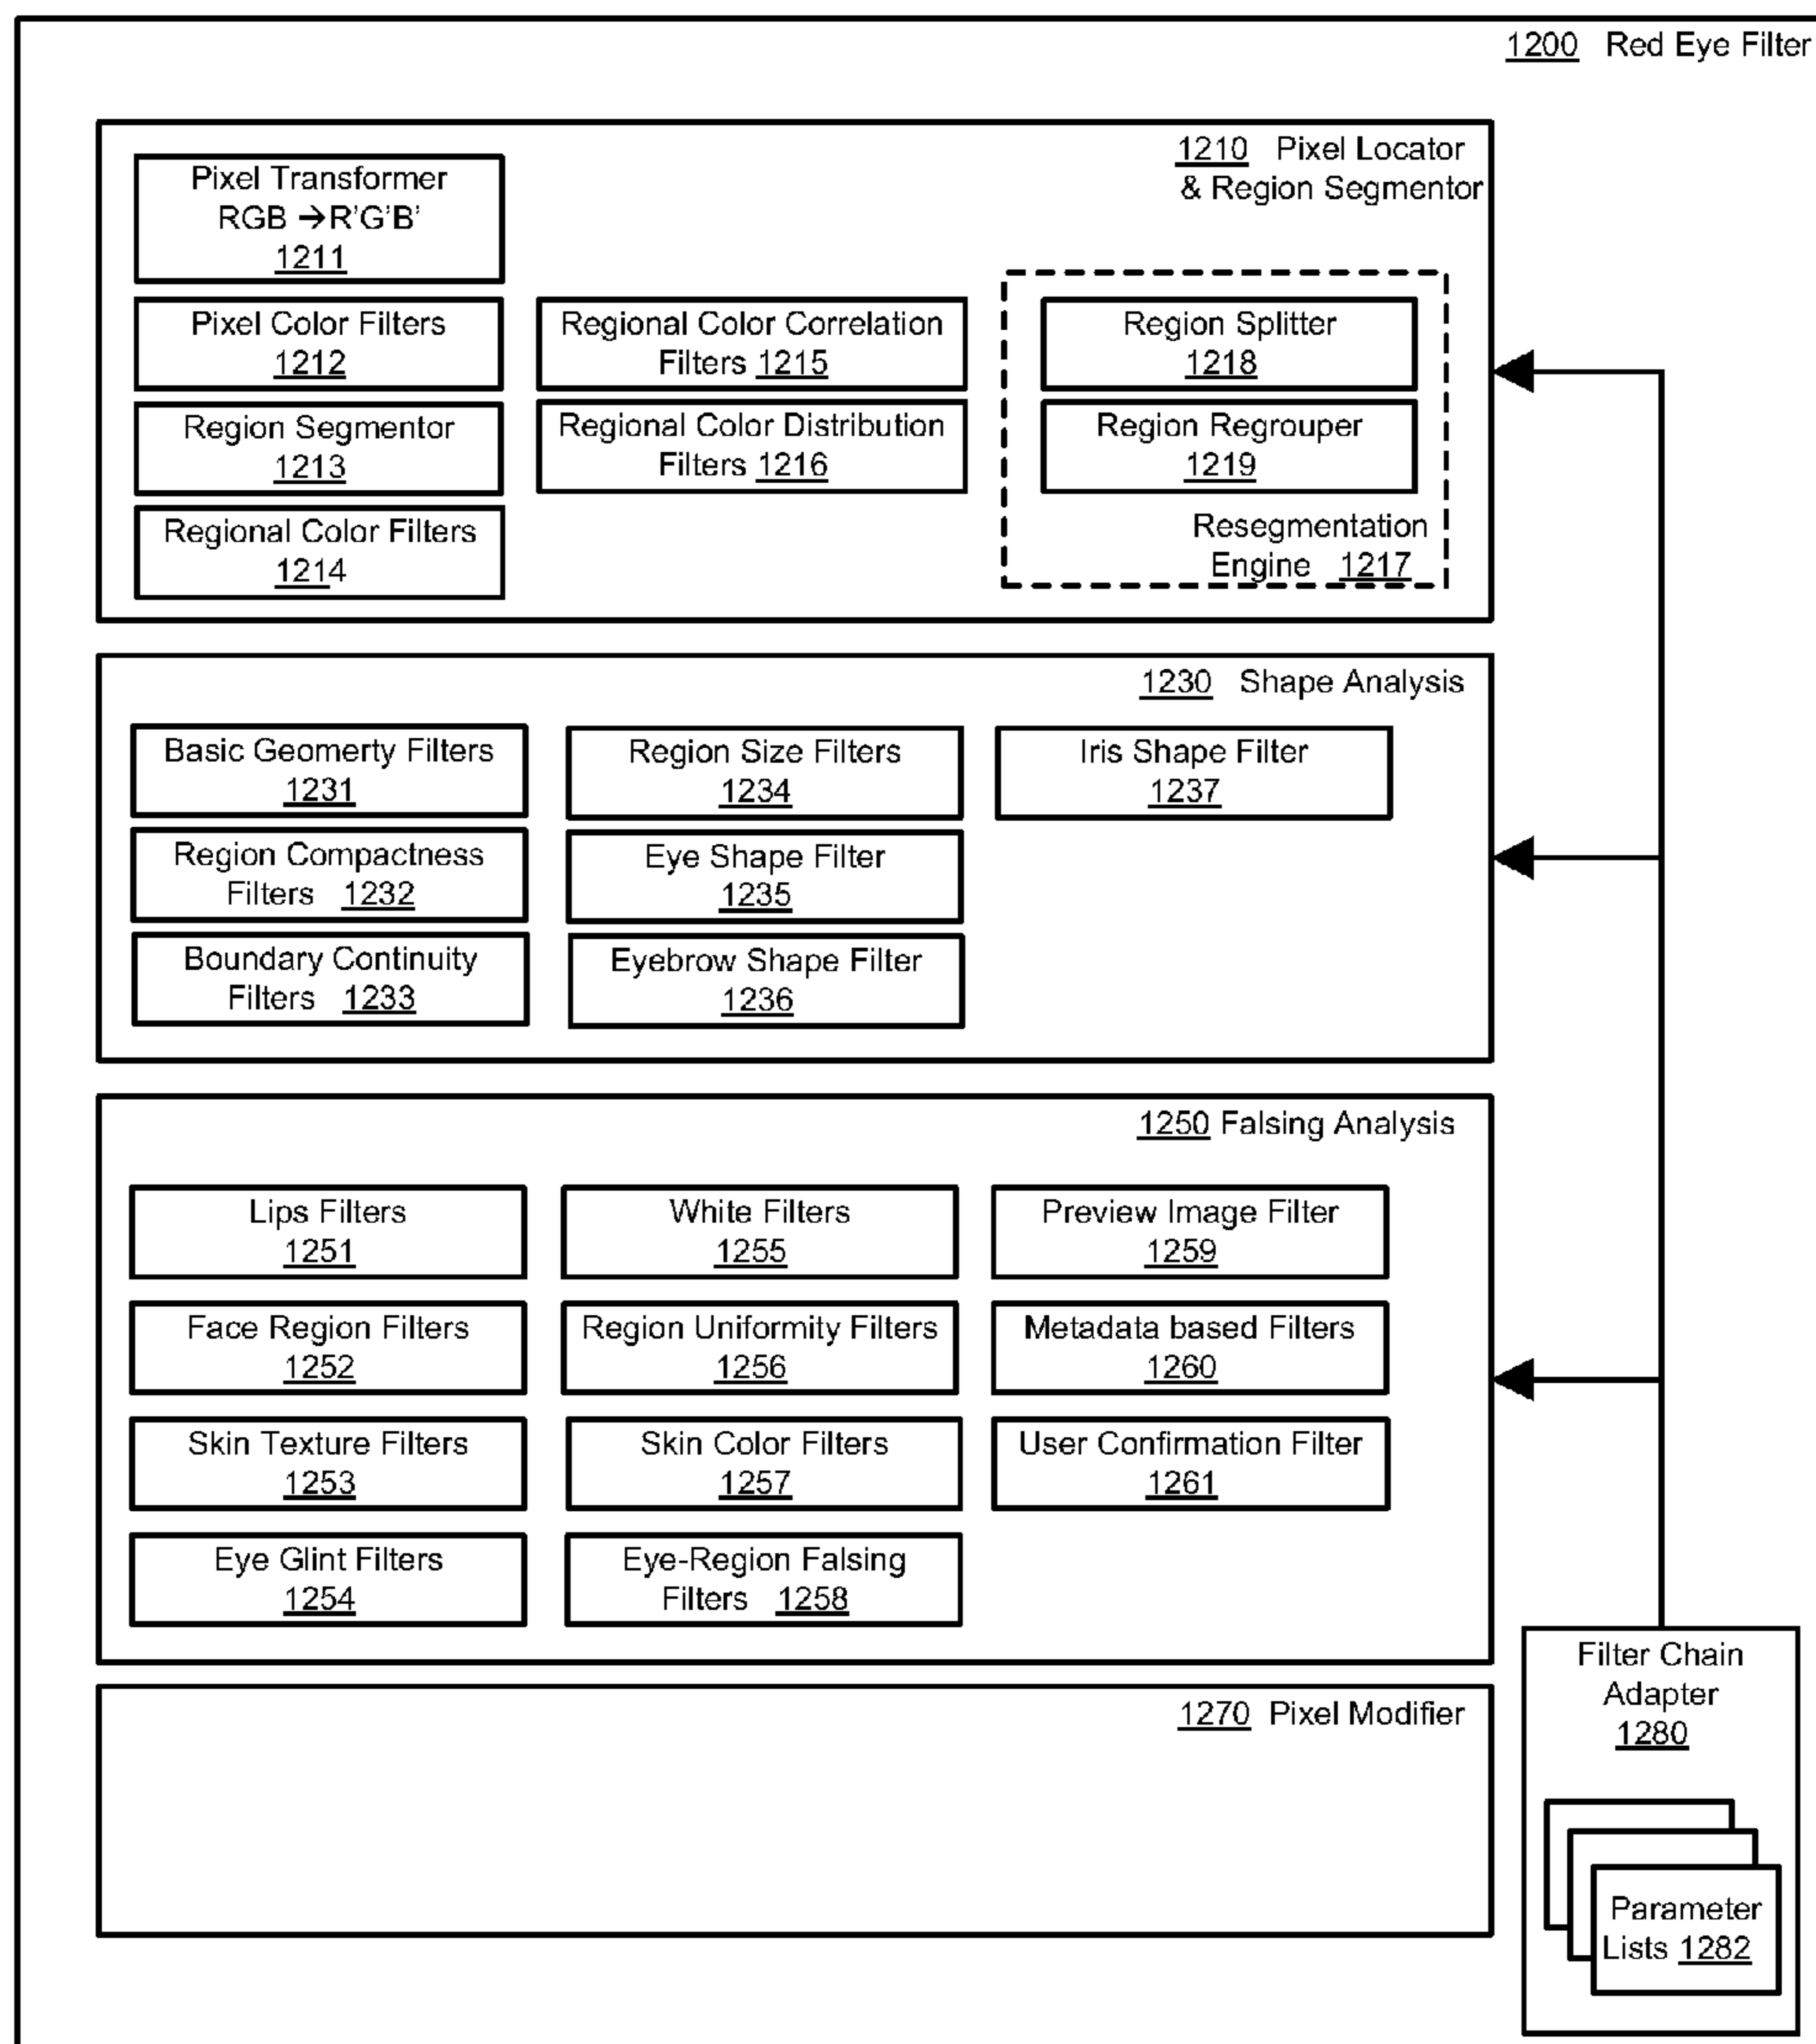 1200 Red Eye Filter
1210 Pixel Locator
& Region Segmentor
Pixel Transformer
RGB →R'G'B'
1211
Pixel Color Filters
1212
Region Segmentor
1213
Regional Color Filters
1214
Regional Color Correlation
Filters 1215
Regional Color Distribution
Filters 1216
Region Splitter
1218
Region Regrouper
1219
Resegmentation
Engine 1217
1230 Shape Analysis
Basic Geomerty Filters
1231
Region Compactness
Filters 1232
Boundary Continuity
Filters 1233
Region Size Filters
1234
Eye Shape Filter
1235
Eyebrow Shape Filter
1236
Iris Shape Filter
1237
1250 Falsing Analysis
Lips Filters
1251
Face Region Filters
1252
Skin Texture Filters
1253
Eye Glint Filters
1254
White Filters
1255
Region Uniformity Filters
1256
Skin Color Filters
1257
Eye-Region Falsing
Filters 1258
Preview Image Filter
1259
Metadata based Filters
1260
User Confirmation Filter
1261
1270 Pixel Modifier
Filter Chain
Adapter
1280
Parameter
Lists 1282